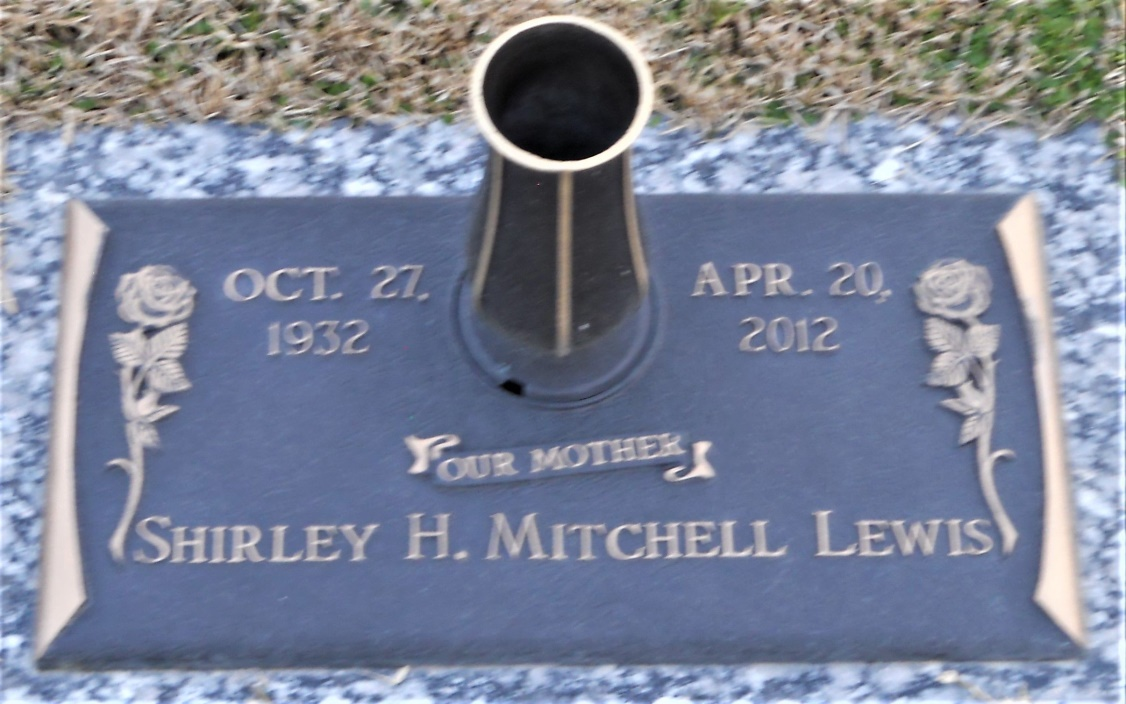 OCT. 27, APR. 20,
1932 2012
OUR MOTHER
SHIRLEY H. MITCHELL LEWIS